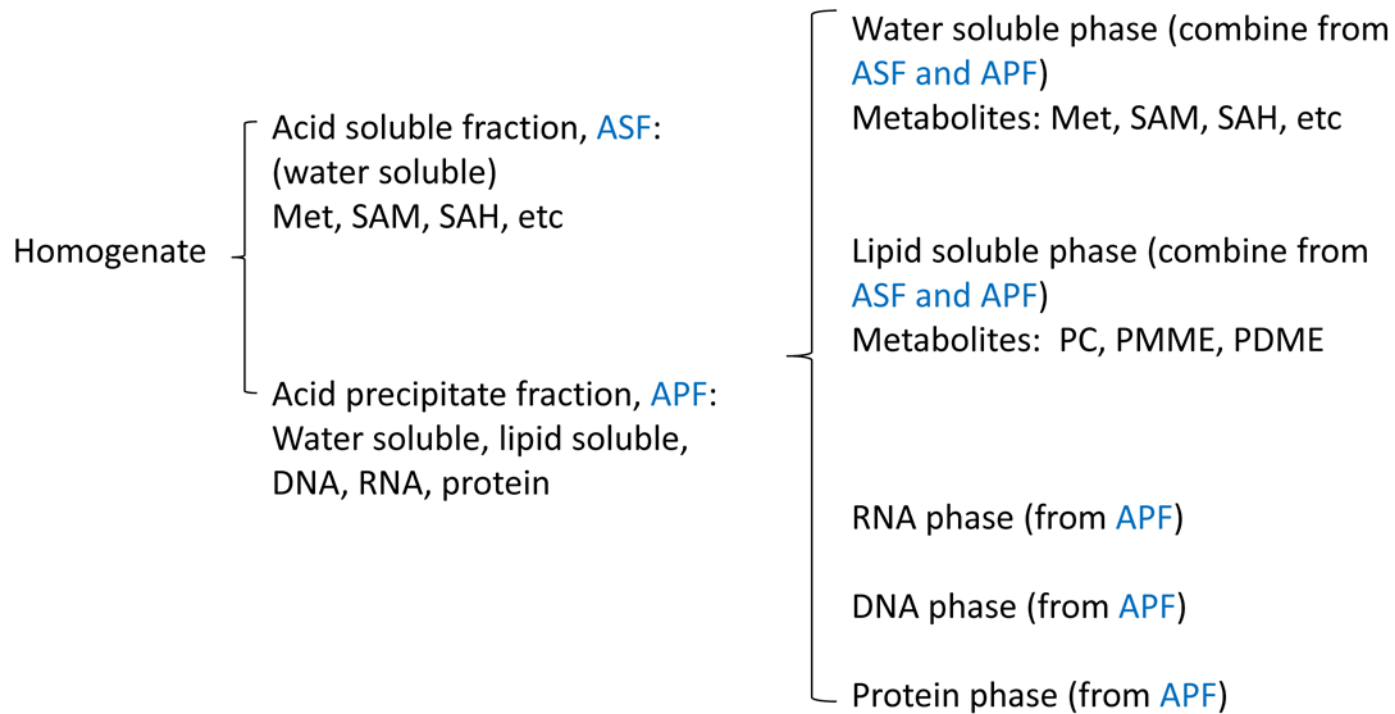 Homogenate
Acid soluble fraction, ASF:
(water soluble)
Met, SAM, SAH, etc
Acid precipitate fraction, APF:
Water soluble, lipid soluble,
DNA, RNA, protein
Water soluble phase (combine from
ASF and APF)
Metabolites: Met, SAM, SAH, etc
Lipid soluble phase (combine from
ASF and APF)
Metabolites:  PC, PMME, PDME
RNA phase (from APF)
DNA phase (from APF)
Protein phase (from APF)